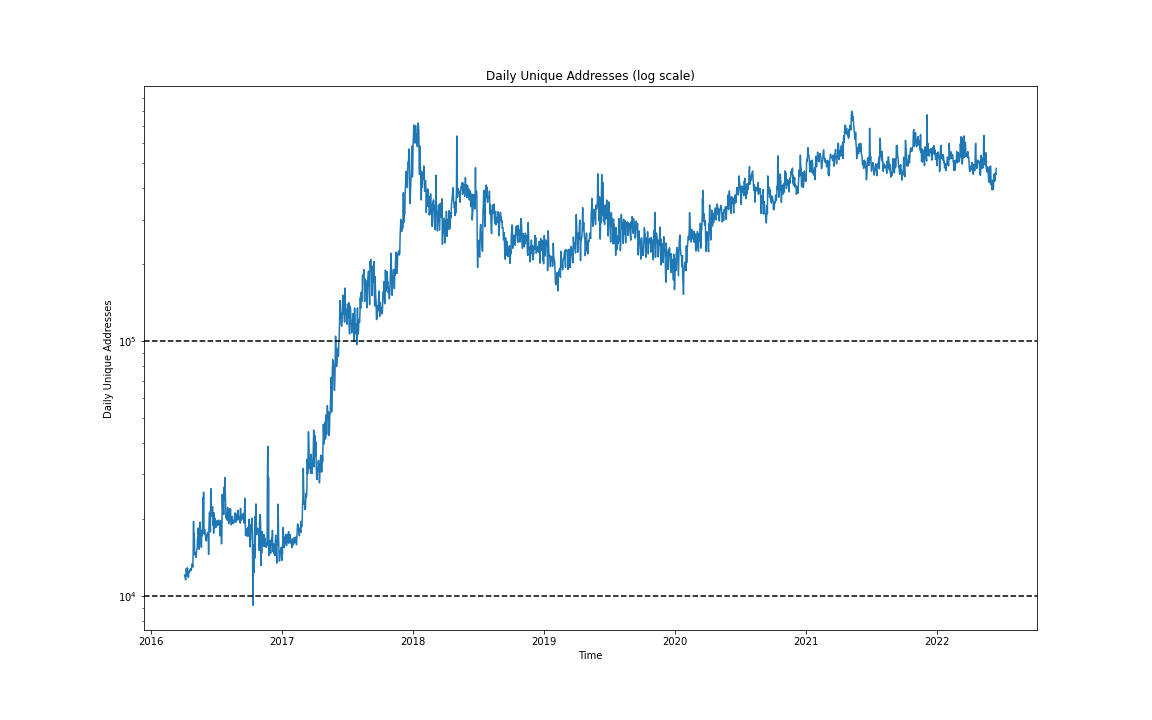 Daily Unique Addresses (log scale)
Daily Unique Addresses
10⁵
10⁴
2016 2017 2018 2019 2020 2021 2022
Time